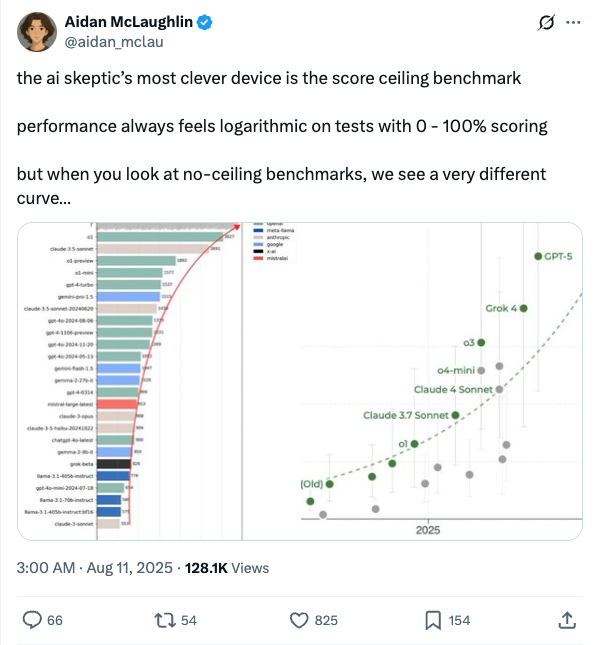 Aidan McLaughlin
@aidan_mclau
the ai skeptic’s most clever device is the score ceiling benchmark
performance always feels logarithmic on tests with 0 - 100% scoring
but when you look at no-ceiling benchmarks, we see a very different
curve...
o1
claude-3.5-sonnet
o1-preview
o1-mini
gpt-4-turbo
gemini-pro-1.5
claude-3.5-sonnet-20240620
gpt-4o-2024-08-06
gpt-4-1106-preview
gpt-4o-2024-11-20
gpt-4o-2024-05-13
gemini-flash-1.5
gemma-2-27b-it
gpt-4-0314
mistral-large-latest
claude-3-opus
claude-3-5-haiku-20241022
chatgpt-4o-latest
gemma-2-9b-it
grok-beta
llama-3.1-405b-instruct
gpt-4o-mini-2024-07-18
llama-3.1-70b-instruct
llama-3.1-405b-instruct:bf16
claude-3-sonnet
openai
meta-llama
anthropic
google
x-ai
mistralai
GPT-5
Grok 4
o3
o4-mini
Claude 4 Sonnet
Claude 3.7 Sonnet
o1
(Old)
2025
3:00 AM · Aug 11, 2025 · 128.1K Views
66 54 825 154